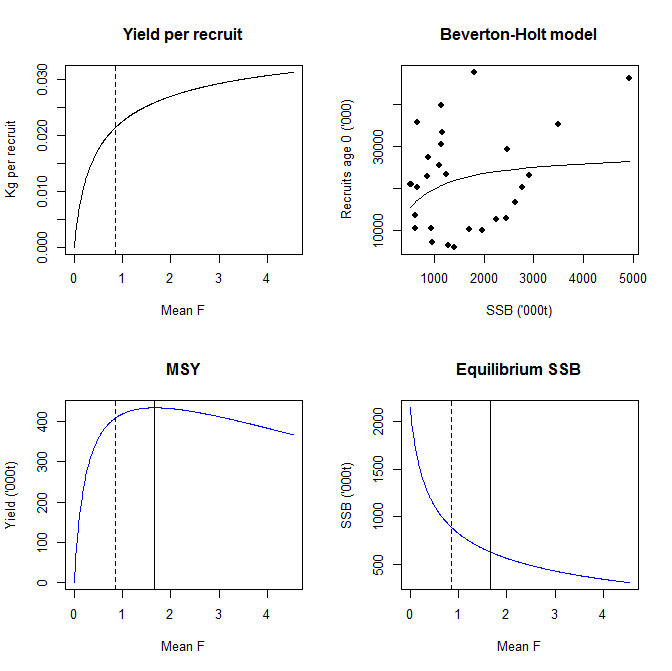 Yield per recruit
Kg per recruit
0.000
0.010
0.020
0.030
0
1
2
3
4
Mean F
Beverton-Holt model
Recruits age 0 ('000)
10000
30000
1000
2000
3000
4000
5000
SSB ('000t)
MSY
Yield ('000t)
0
100
200
300
400
0
1
2
3
4
Mean F
Equilibrium SSB
SSB ('000t)
500
1000
1500
2000
0
1
2
3
4
Mean F